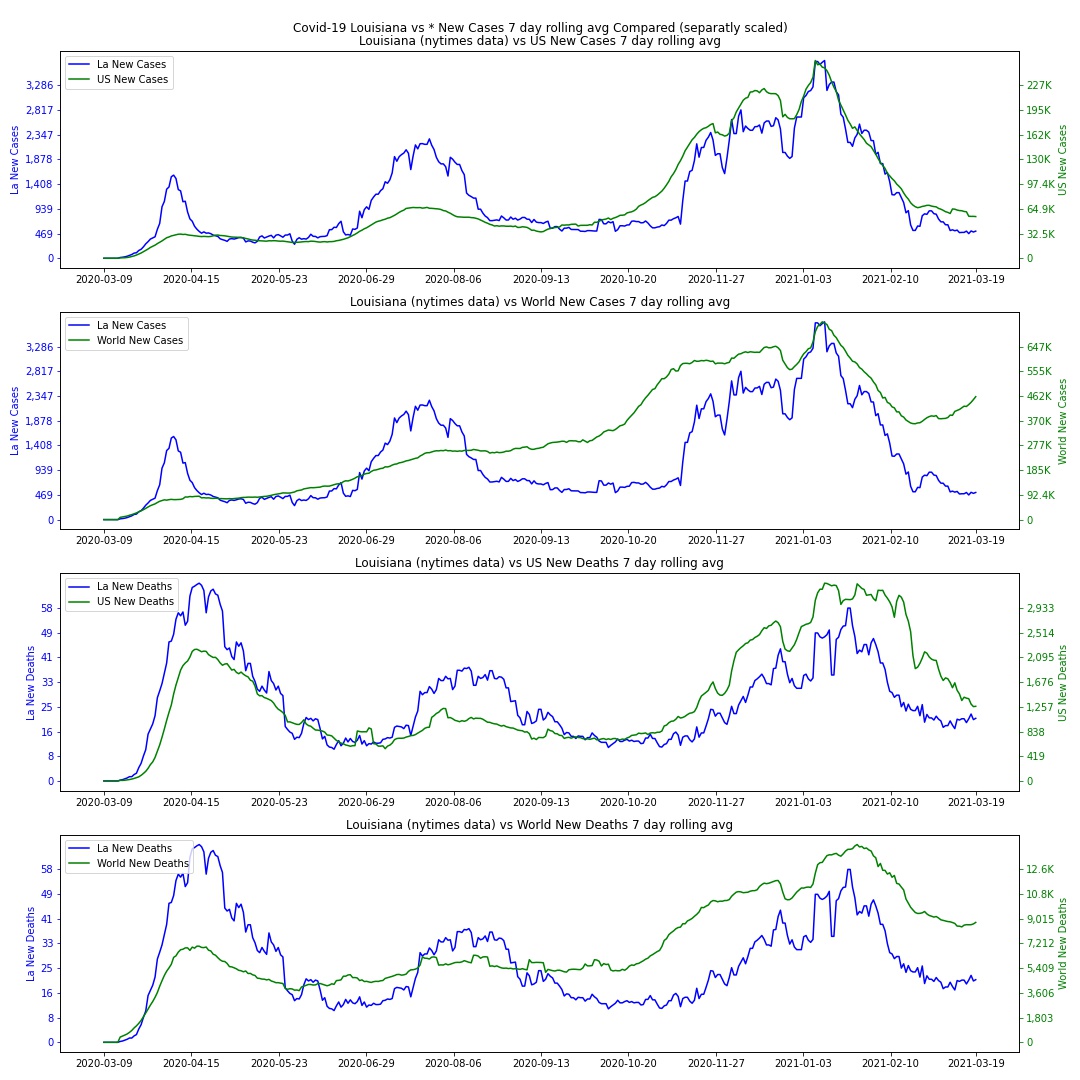 Covid-19 Louisiana vs * New Cases 7 day rolling avg Compared (separatly scaled)
Louisiana (nytimes data) vs US New Cases 7 day rolling avg
La New Cases
US New Cases
3,286
2,817
2,347
1,878
1,408
939
469
0
La New Cases
227K
195K
162K
130K
97.4K
64.9K
32.5K
0
US New Cases
2020-03-09 2020-04-15 2020-05-23 2020-06-29 2020-08-06 2020-09-13 2020-10-20 2020-11-27 2021-01-03 2021-02-10 2021-03-19
Louisiana (nytimes data) vs World New Cases 7 day rolling avg
La New Cases
World New Cases
3,286
2,817
2,347
1,878
1,408
939
469
0
La New Cases
647K
555K
462K
370K
277K
185K
92.4K
0
World New Cases
2020-03-09 2020-04-15 2020-05-23 2020-06-29 2020-08-06 2020-09-13 2020-10-20 2020-11-27 2021-01-03 2021-02-10 2021-03-19
Louisiana (nytimes data) vs US New Deaths 7 day rolling avg
La New Deaths
US New Deaths
58
49
41
33
25
16
8
0
La New Deaths
2,933
2,514
2,095
1,676
1,257
838
419
0
US New Deaths
2020-03-09 2020-04-15 2020-05-23 2020-06-29 2020-08-06 2020-09-13 2020-10-20 2020-11-27 2021-01-03 2021-02-10 2021-03-19
Louisiana (nytimes data) vs World New Deaths 7 day rolling avg
La New Deaths
World New Deaths
58
49
41
33
25
16
8
0
La New Deaths
12.6K
10.8K
9,015
7,212
5,409
3,606
1,803
0
World New Deaths
2020-03-09 2020-04-15 2020-05-23 2020-06-29 2020-08-06 2020-09-13 2020-10-20 2020-11-27 2021-01-03 2021-02-10 2021-03-19